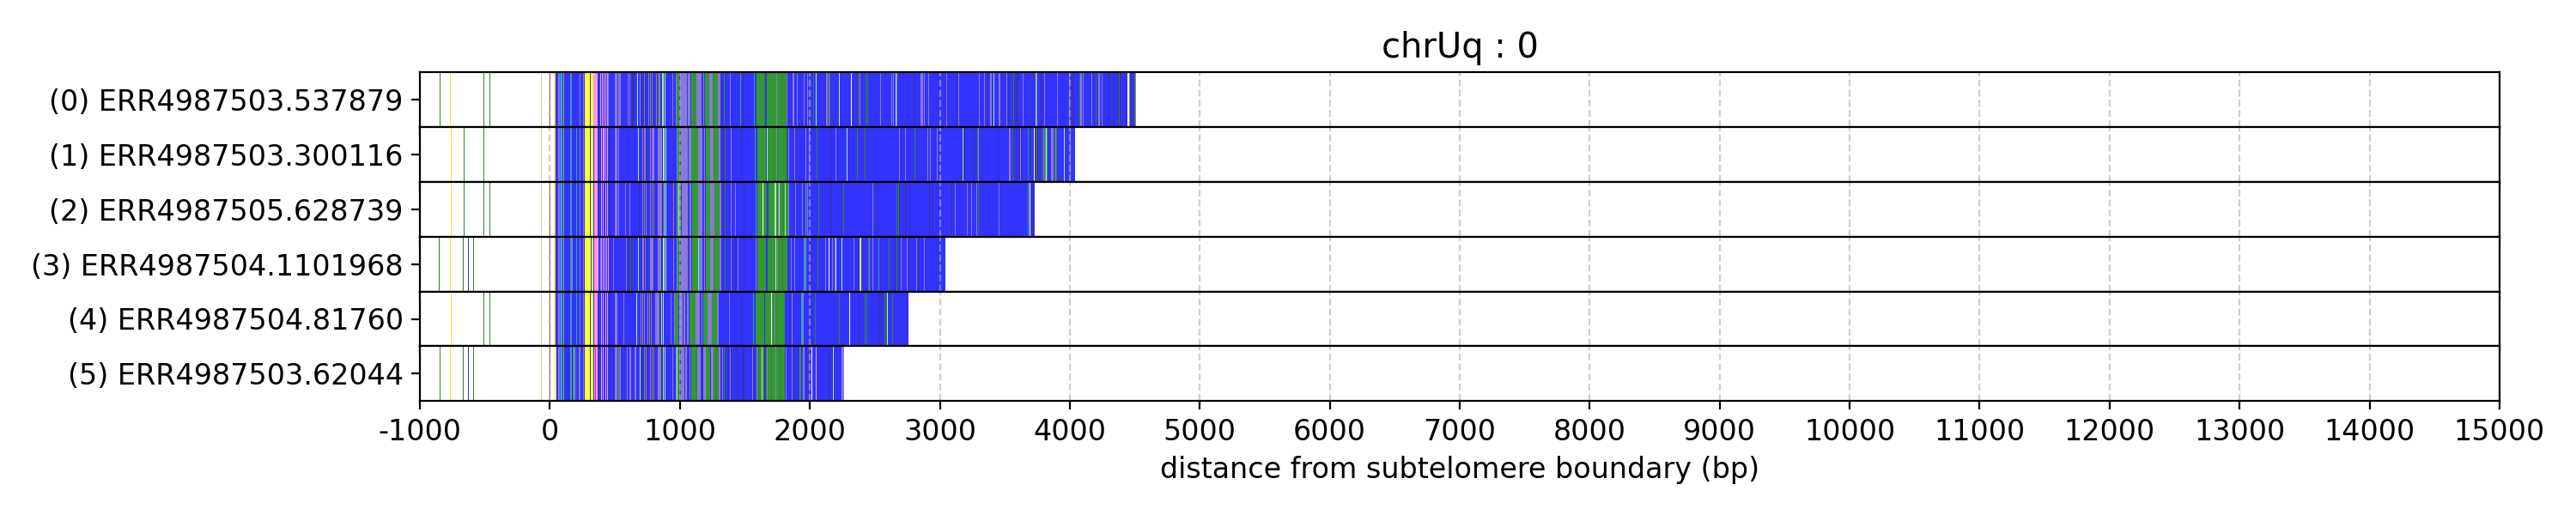 chrUq : 0
(0) ERR4987503.537879
(1) ERR4987503.300116
(2) ERR4987505.628739
(3) ERR4987504.1101968
(4) ERR4987504.81760
(5) ERR4987503.62044
-1000 0 1000 2000 3000 4000 5000 6000 7000 8000 9000 10000 11000 12000 13000 14000 15000
distance from subtelomere boundary (bp)